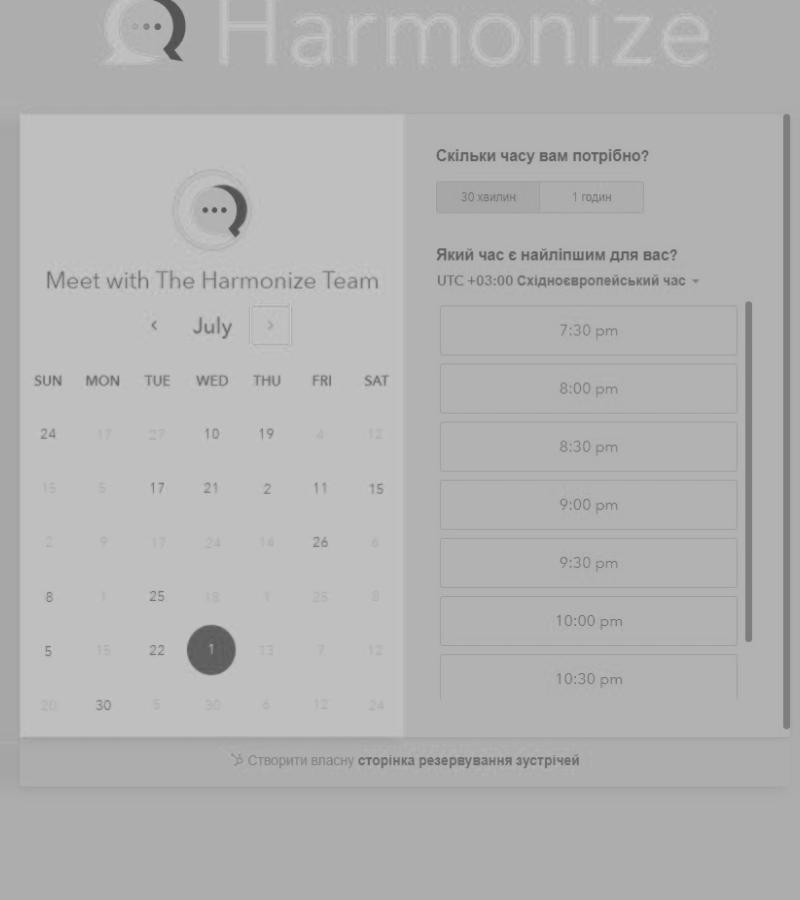 Harmonize
Meet with The Harmonize Team
July
SUN MON TUE WED THU FRI SAT
24 17 27 10 19 4 12
15 5 17 21 2 11 15
2 9 17 24 14 26 6
8 1 25 18 1 25 8
5 15 22 1 13 7 12
20 30 5 30 6 12 24
Скільки часу вам потрібно?
30 хвилин 1 годин
Який час є найліпшим для вас?
UTC +03:00 Східноєвропейський час
7:30 pm
8:00 pm
8:30 pm
9:00 pm
9:30 pm
10:00 pm
10:30 pm
Створити власну сторінка резервування зустрічей